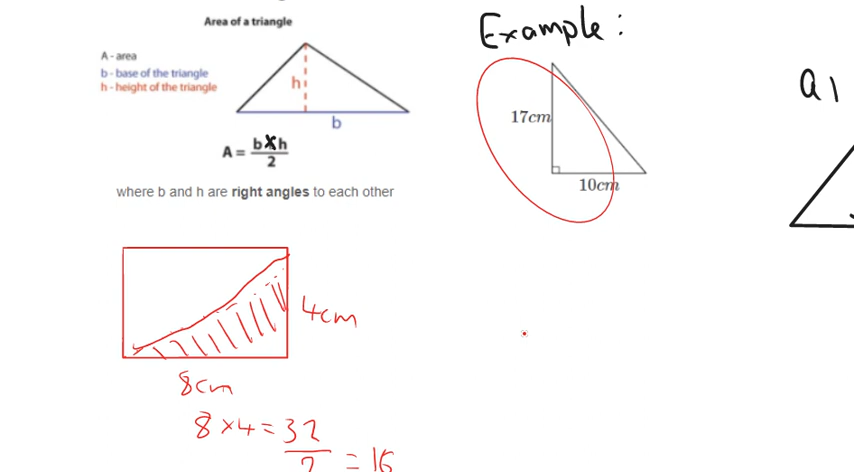 Area of a triangle
A - area
b - base of the triangle
h - height of the triangle
h
b
A = b×h
2
where b and h are right angles to each other
Example:
17cm
10cm
a)
4cm
8cm
8×4=32
2 = 16